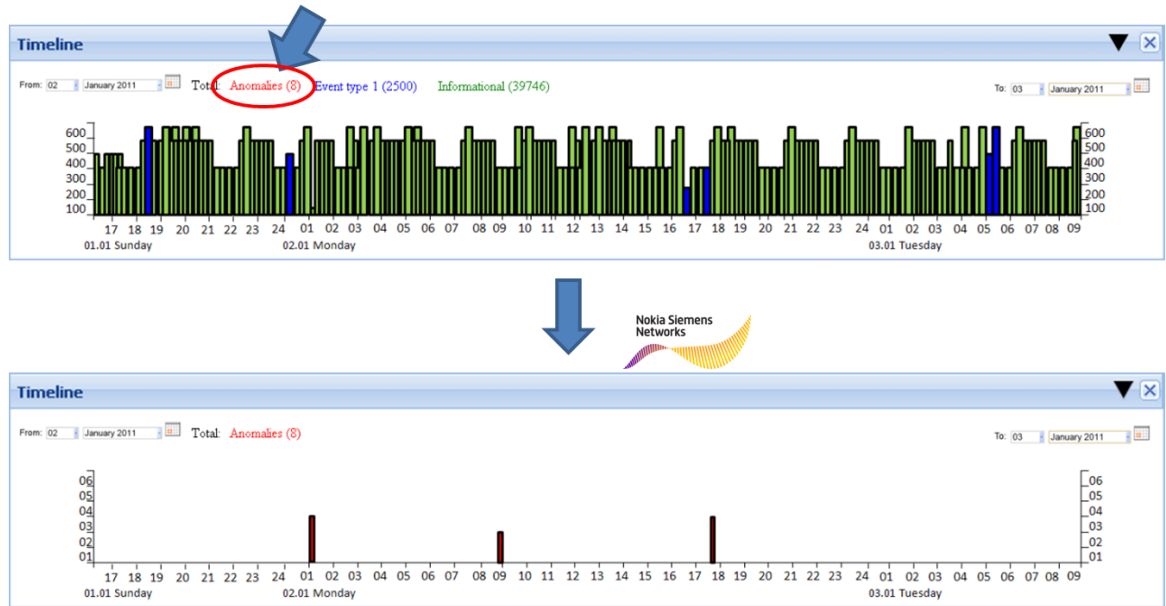 Timeline
From: 02 January 2011 Total: Anomalies (8) Event type 1 (2500) Informational (39746) To: 03 January 2011
600 600
500 500
400 400
300 300
200 200
100 100
17 18 19 20 21 22 23 24 01 02 03 04 05 06 07 08 09 10 11 12 13 14 15 16 17 18 19 20 21 22 23 24 01 02 03 04 05 06 07 08 09
01.01 Sunday 02.01 Monday 03.01 Tuesday
Nokia Siemens
Networks
Timeline
From: 02 January 2011 Total: Anomalies (8) To: 03 January 2011
06 06
05 05
04 04
03 03
02 02
01 01
17 18 19 20 21 22 23 24 01 02 03 04 05 06 07 08 09 10 11 12 13 14 15 16 17 18 19 20 21 22 23 24 01 02 03 04 05 06 07 08 09
01.01 Sunday 02.01 Monday 03.01 Tuesday